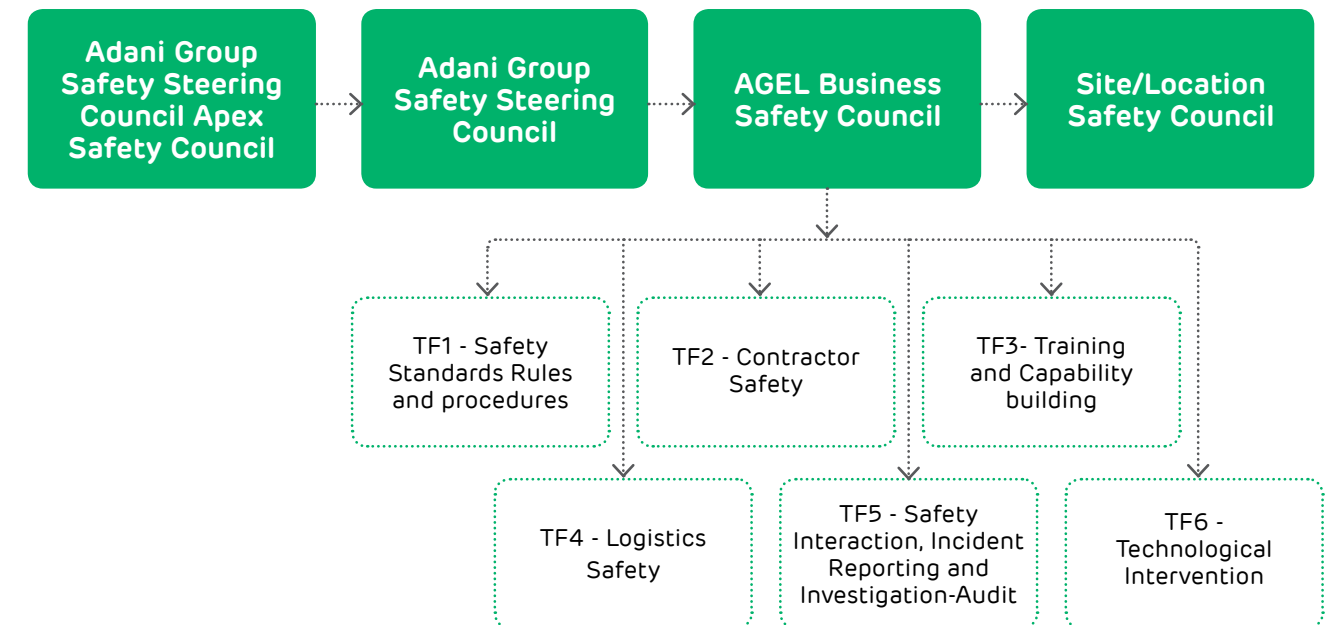 Adani Group
Safety Steering
Council Apex
Safety Council
Adani Group
Safety Steering
Council
AGEL Business
Safety Council
Site/Location
Safety Council
TF1 - Safety
Standards Rules
and procedures
TF2 - Contractor
Safety
TF3- Training
and Capability
building
TF4 - Logistics
Safety
TF5 - Safety
Interaction, Incident
Reporting and
Investigation-Audit
TF6 -
Technological
Intervention